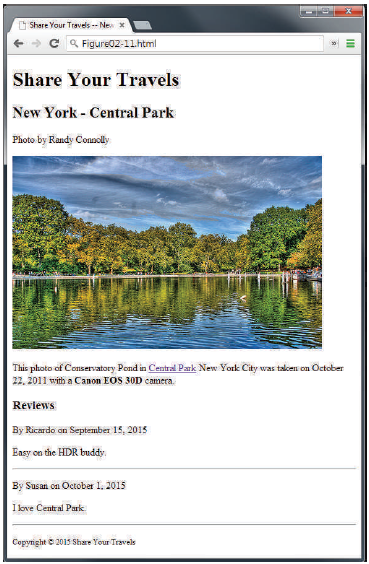 Share Your Travels -- Nev
Figure02-11.html
Share Your Travels
New York - Central Park
Photo by Randy Connolly
This photo of Conservatory Pond in Central Park New York City was taken on October
22, 2011 with a Canon EOS 30D camera.
Reviews
By Ricardo on September 15, 2015
Easy on the HDR buddy.
By Susan on October 1, 2015
I love Central Park.
Copyright © 2015 Share Your Travels